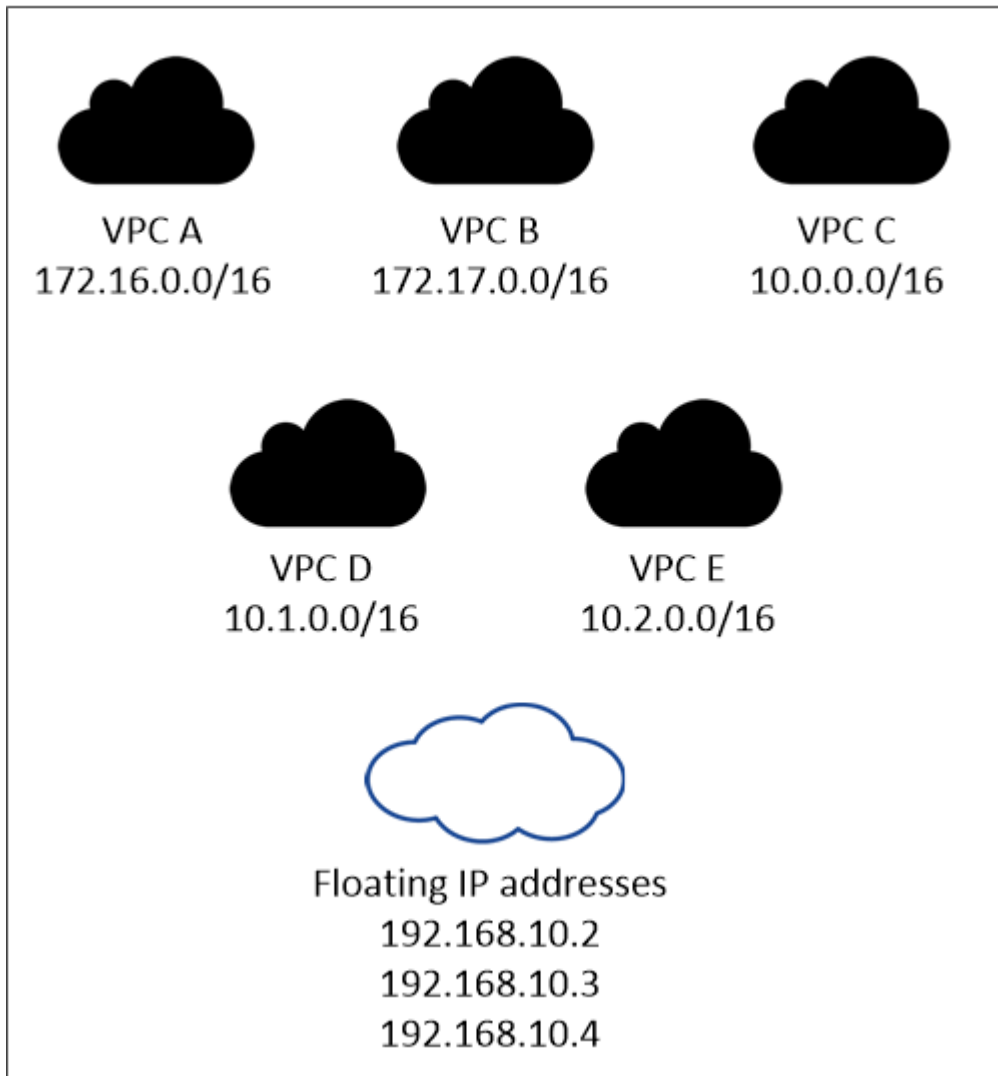 VPC A
172.16.0.0/16
VPC B
172.17.0.0/16
VPC C
10.0.0.0/16
VPC D
10.1.0.0/16
VPC E
10.2.0.0/16
Floating IP addresses
192.168.10.2
192.168.10.3
192.168.10.4